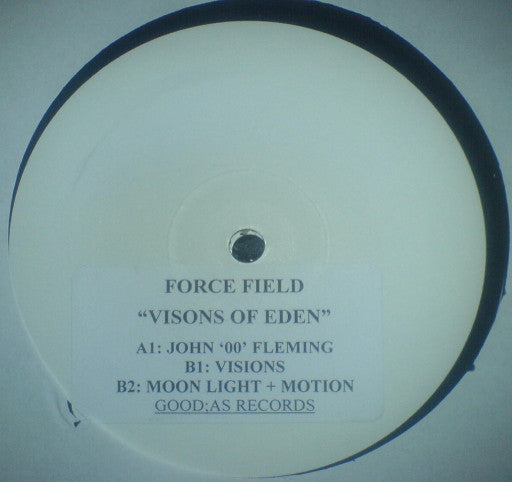 FORCE FIELD
“VISONS OF EDEN”
A1: JOHN ‘00’ FLEMING
B1: VISIONS
B2: MOON LIGHT + MOTION
GOOD;AS RECORDS